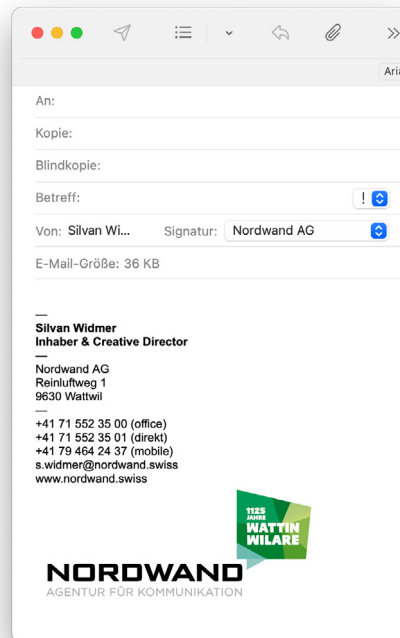 Aria
An:
Kopie:
Blindkopie:
Betreff:
!
Von: Silvan Wi... Signatur: Nordwand AG
E-Mail-Größe: 36 KB
—
Silvan Widmer
Inhaber & Creative Director
—
Nordwand AG
Reinluftweg 1
9630 Wattwil
—
+41 71 552 35 00 (office)
+41 71 552 35 01 (direkt)
+41 79 464 24 37 (mobile)
s.widmer@nordwand.swiss
www.nordwand.swiss
1125
JAHRE
WATTIN
WILARE
NORDWAND
AGENTUR FÜR KOMMUNIKATION